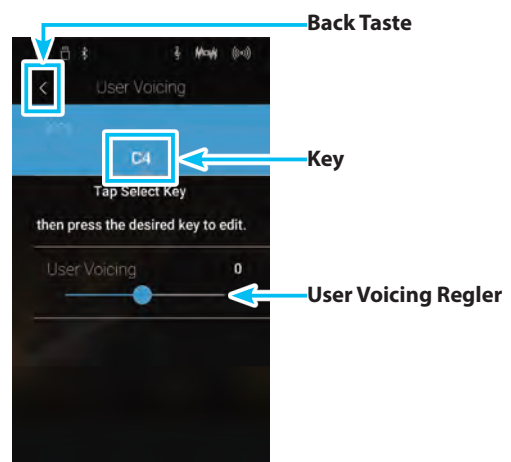 Back Taste
User Voicing
C4
Key
Tap Select Key
then press the desired key to edit.
User Voicing 0
User Voicing Regler